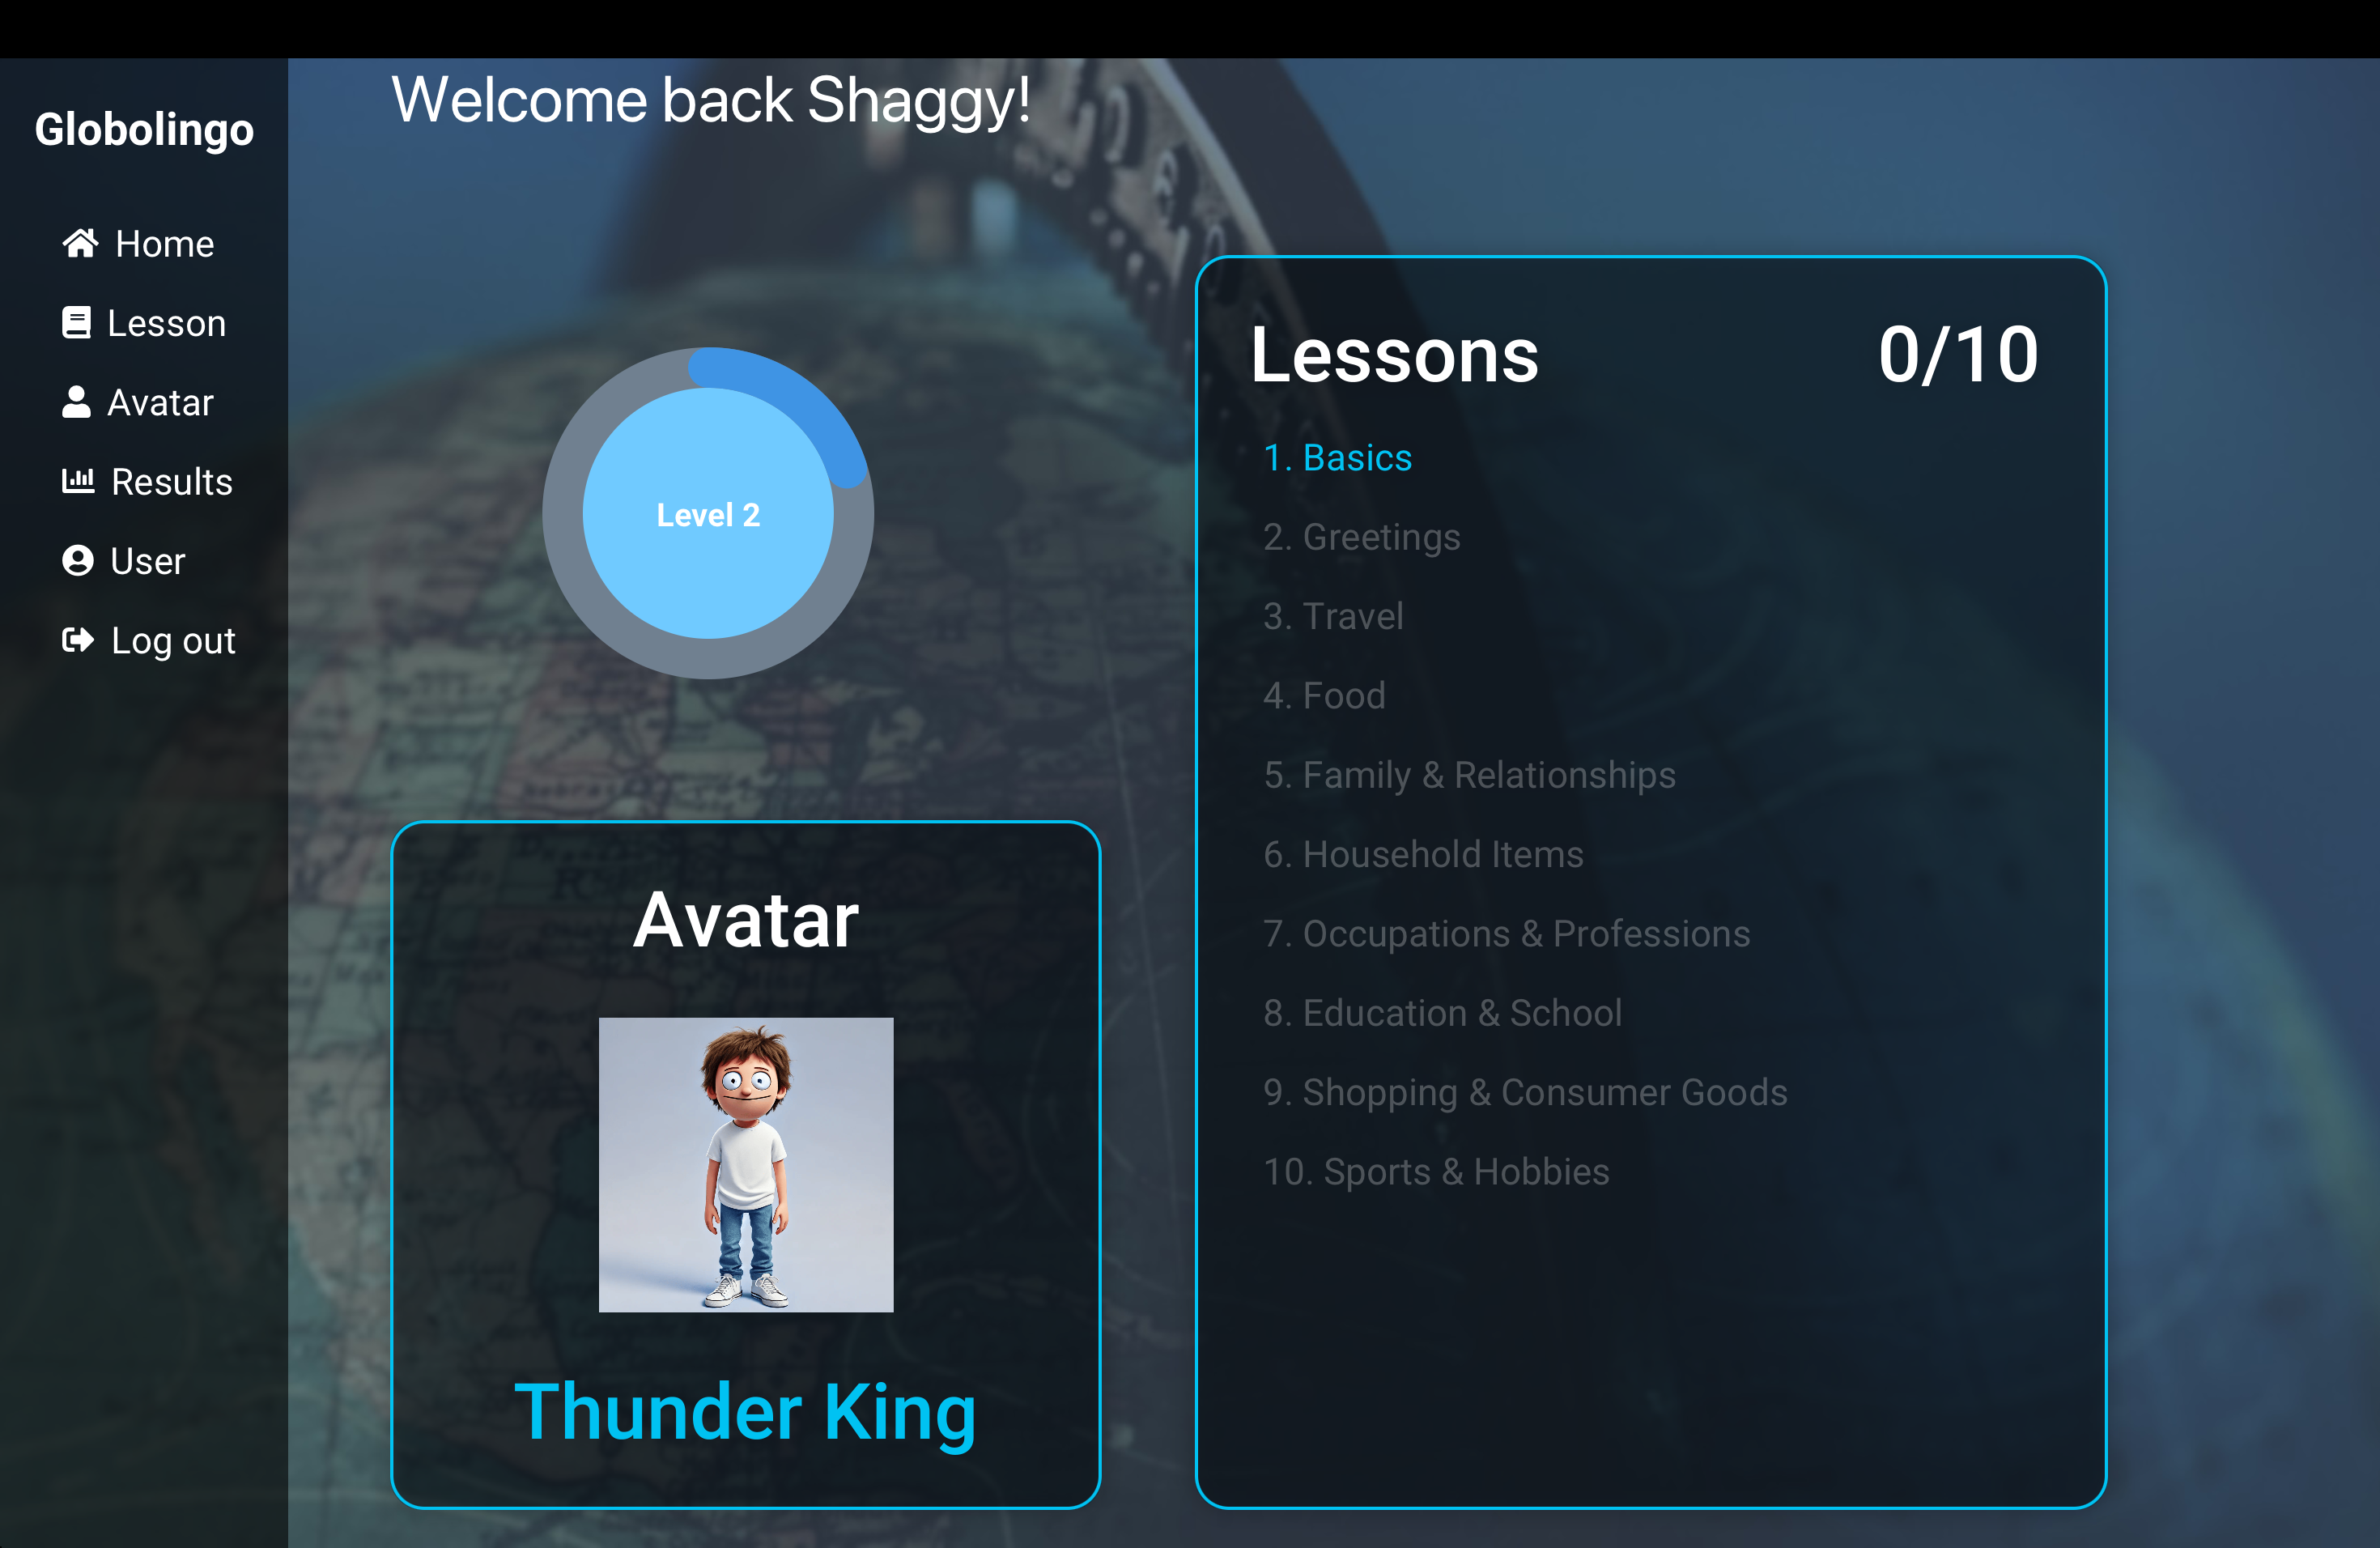 Globolingo
Home
Lesson
Avatar
Results
User
Log out
Welcome back Shaggy!
Level 2
Avatar
Thunder King
Lessons 0/10
1. Basics
2. Greetings
3. Travel
4. Food
5. Family & Relationships
6. Household Items
7. Occupations & Professions
8. Education & School
9. Shopping & Consumer Goods
10. Sports & Hobbies